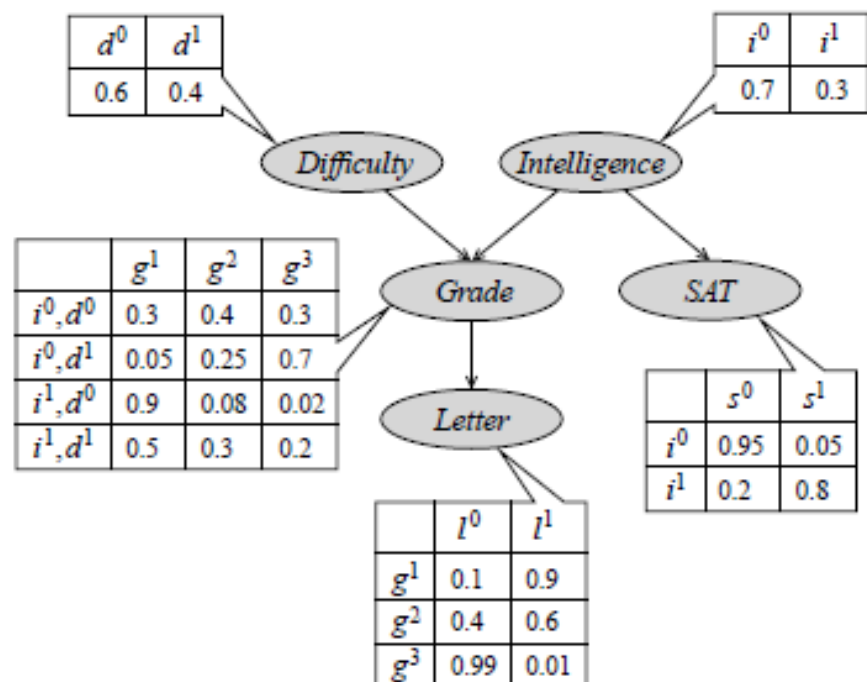 d⁰ d¹
0.6 0.4
i⁰ i¹
0.7 0.3
Difficulty
Intelligence
g¹ g² g³
i⁰,d⁰ 0.3 0.4 0.3
i⁰,d¹ 0.05 0.25 0.7
i¹,d⁰ 0.9 0.08 0.02
i¹,d¹ 0.5 0.3 0.2
Grade
SAT
Letter
s⁰ s¹
i⁰ 0.95 0.05
i¹ 0.2 0.8
l⁰ l¹
g¹ 0.1 0.9
g² 0.4 0.6
g³ 0.99 0.01